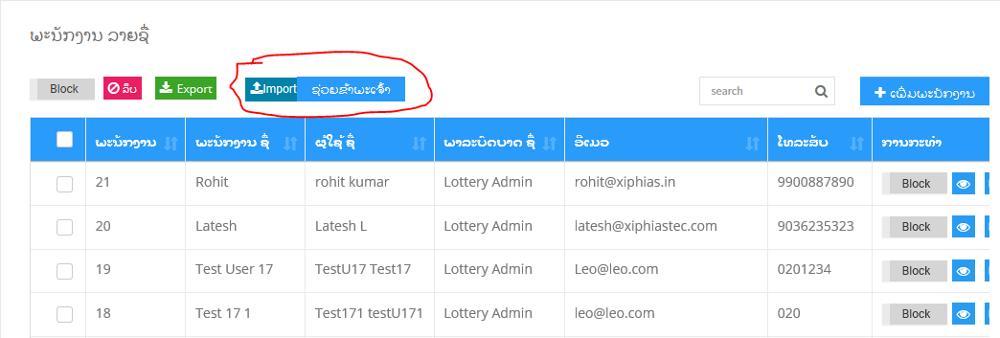 ພະນັກງານ ລາຍຊື່
Block ລຶບ Export Import ຊ່ວຍຂ້າພະເຈົ້າ search ເພີ່ມພະນັກງານ
ພະນັກງານ ພະນັກງານ ຊື່ ຜູ້ໃຊ້ ຊື່ ພາລະບົດບາດ ຊື່ ອີເມວ ໂທລະສັບ ການກະທຳ
21 Rohit rohit kumar Lottery Admin rohit@xiphias.in 9900887890 Block
20 Latesh Latesh L Lottery Admin latesh@xiphiastec.com 9036235323 Block
19 Test User 17 TestU17 Test17 Lottery Admin Leo@leo.com 0201234 Block
18 Test 17 1 Test171 testU171 Lottery Admin leo@leo.com 020 Block